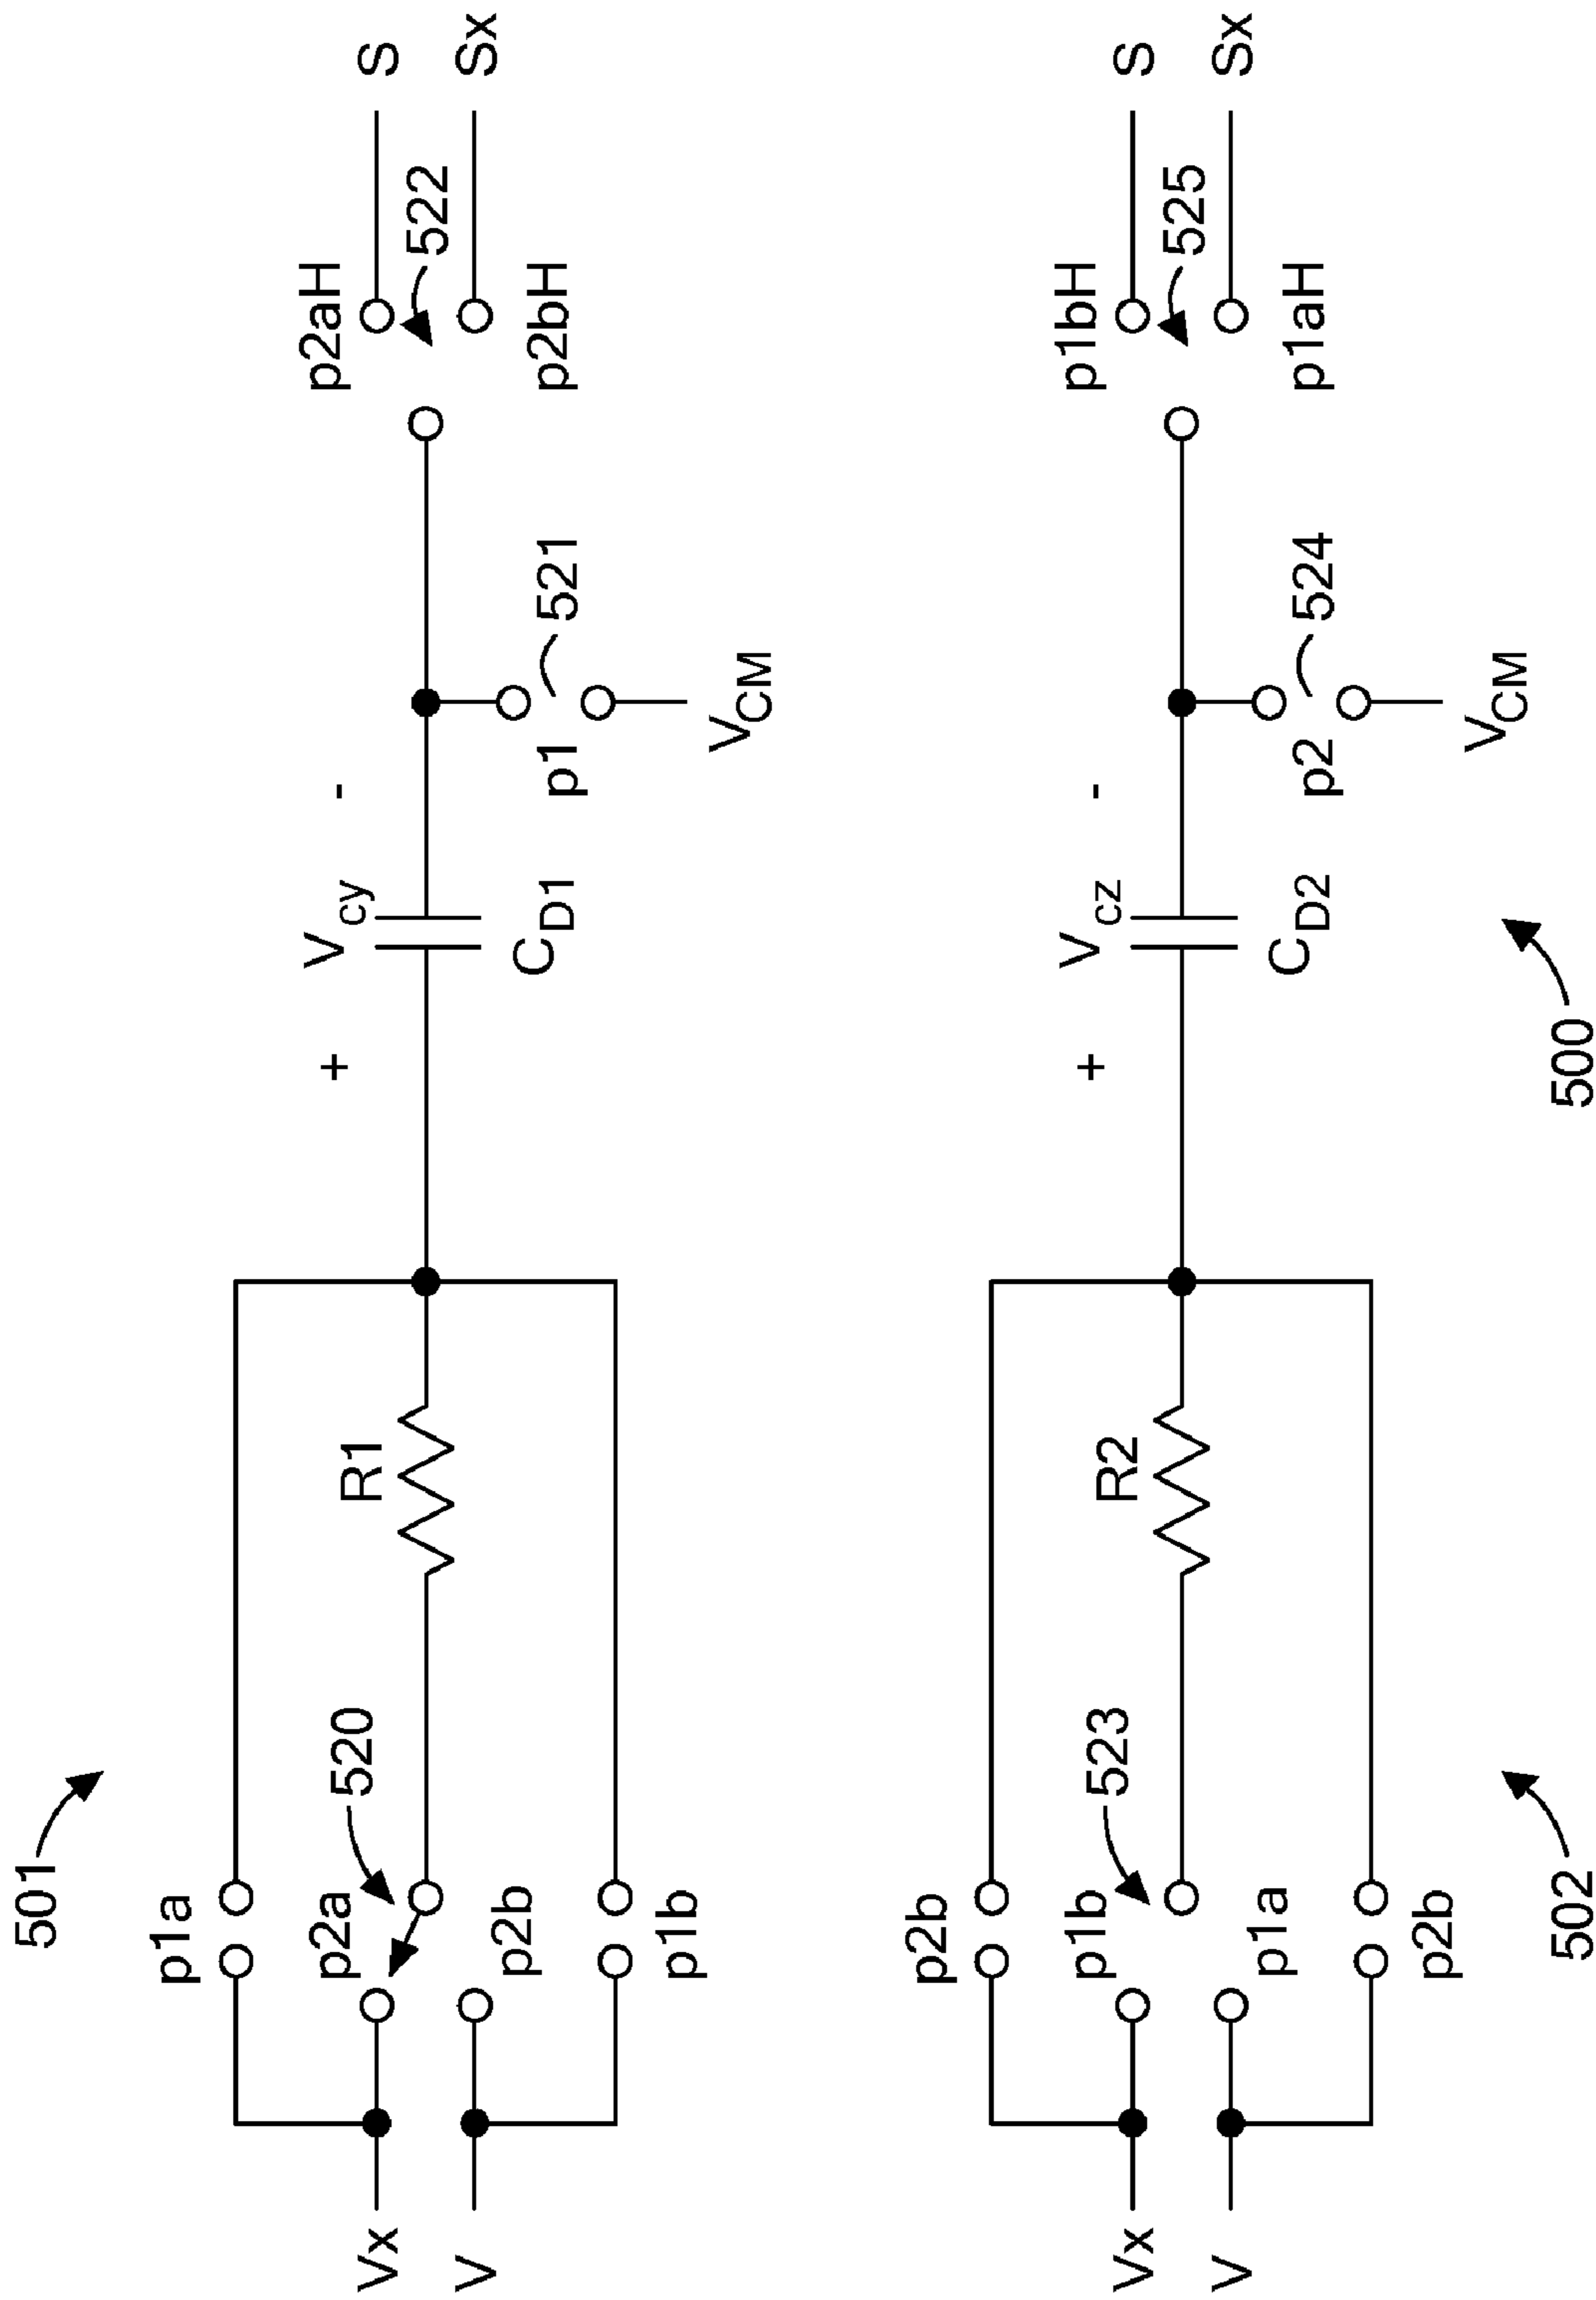 501
p1a
Vx
p2a
520
R1
+
Vcy
-
p2aH
S
V
p2b
CD1
p1
521
522
Sx
p2bH
p1b
VCM
p2b
Vx
p1b
523
R2
+
Vcz
-
p1bH
S
V
p1a
CD2
p2
524
525
Sx
p1aH
p2b
VCM
502
500